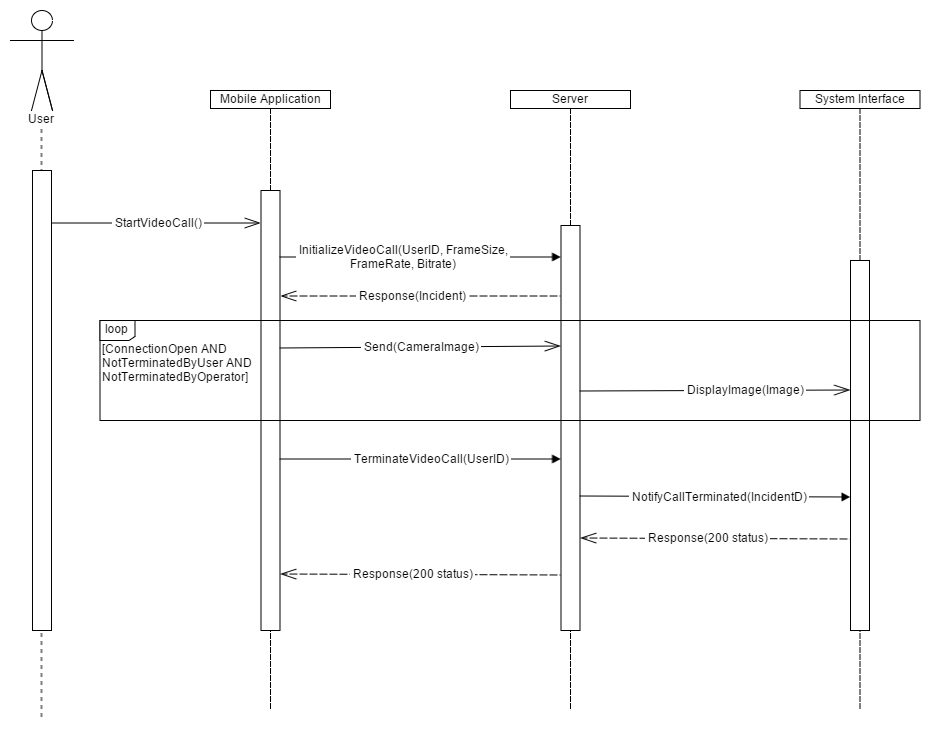 User
Mobile Application
Server
System Interface
StartVideoCall()
InitializeVideoCall(UserID, FrameSize,
FrameRate, Bitrate)
Response(Incident)
loop
[ConnectionOpen AND
NotTerminatedByUser AND
NotTerminatedByOperator]
Send(CameraImage)
DisplayImage(Image)
TerminateVideoCall(UserID)
NotifyCallTerminated(IncidentD)
Response(200 status)
Response(200 status)